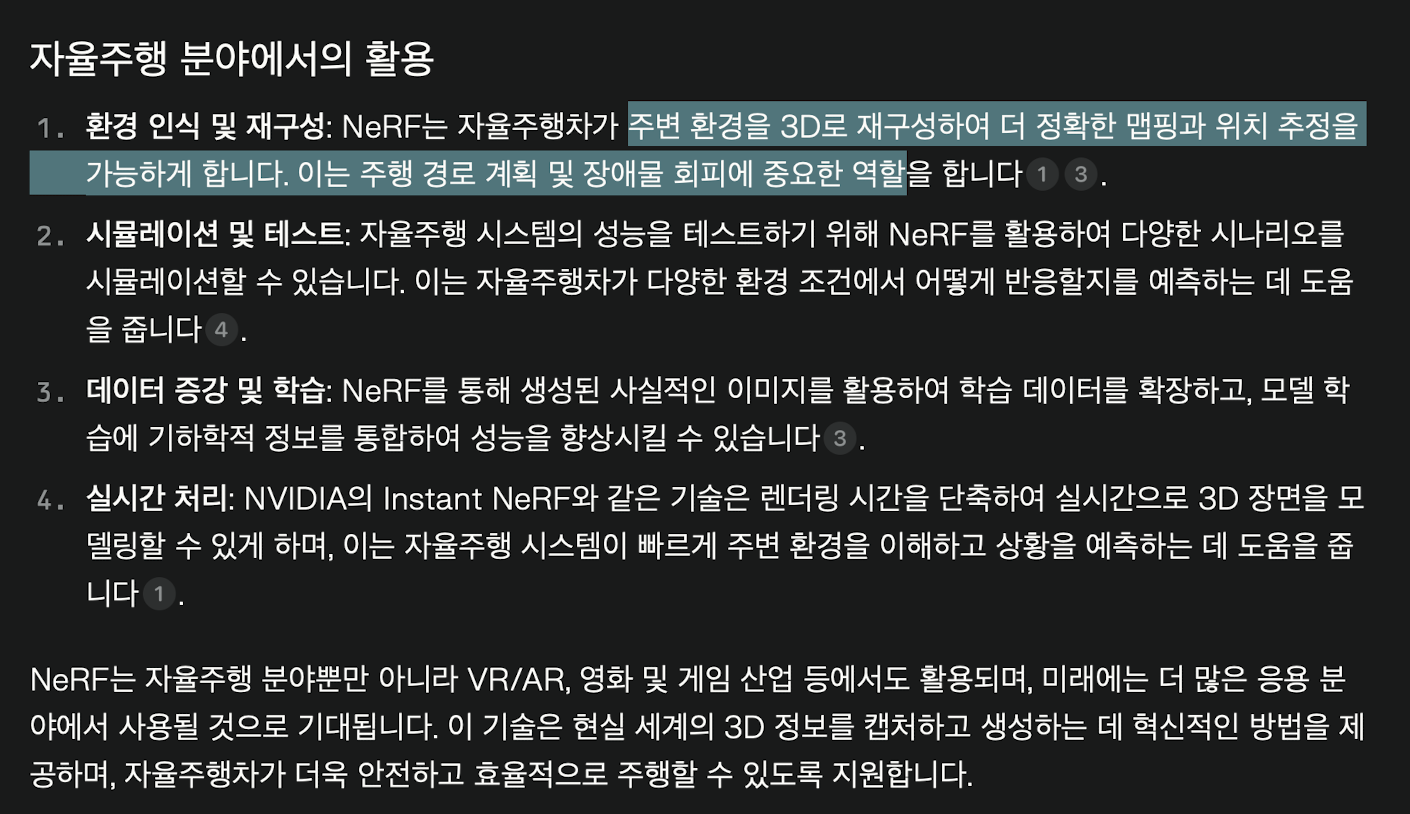 자율주행 분야에서의 활용
1. 환경 인식 및 재구성: NeRF는 자율주행차가 주변 환경을 3D로 재구성하여 더 정확한 맵핑과 위치 추정을
가능하게 합니다. 이는 주행 경로 계획 및 장애물 회피에 중요한 역할을 합니다 1 3 .
2. 시뮬레이션 및 테스트: 자율주행 시스템의 성능을 테스트하기 위해 NeRF를 활용하여 다양한 시나리오를
시뮬레이션할 수 있습니다. 이는 자율주행차가 다양한 환경 조건에서 어떻게 반응할지를 예측하는 데 도움
을 줍니다 4 .
3. 데이터 증강 및 학습: NeRF를 통해 생성된 사실적인 이미지를 활용하여 학습 데이터를 확장하고, 모델 학
습에 기하학적 정보를 통합하여 성능을 향상시킬 수 있습니다 3 .
4. 실시간 처리: NVIDIA의 Instant NeRF와 같은 기술은 렌더링 시간을 단축하여 실시간으로 3D 장면을 모
델링할 수 있게 하며, 이는 자율주행 시스템이 빠르게 주변 환경을 이해하고 상황을 예측하는 데 도움을 줍
니다 1 .
NeRF는 자율주행 분야뿐만 아니라 VR/AR, 영화 및 게임 산업 등에서도 활용되며, 미래에는 더 많은 응용 분
야에서 사용될 것으로 기대됩니다. 이 기술은 현실 세계의 3D 정보를 캡처하고 생성하는 데 혁신적인 방법을 제
공하며, 자율주행차가 더욱 안전하고 효율적으로 주행할 수 있도록 지원합니다.